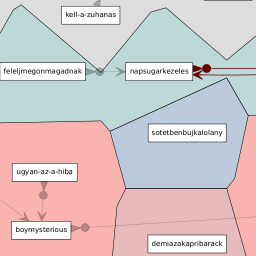 kell-a-zuhanas
feleljmegonmagadnak
napsugarkezeles
sotetbenbujkalolany
ugyan-az-a-hiba
boymysterious
demiazakapribarack